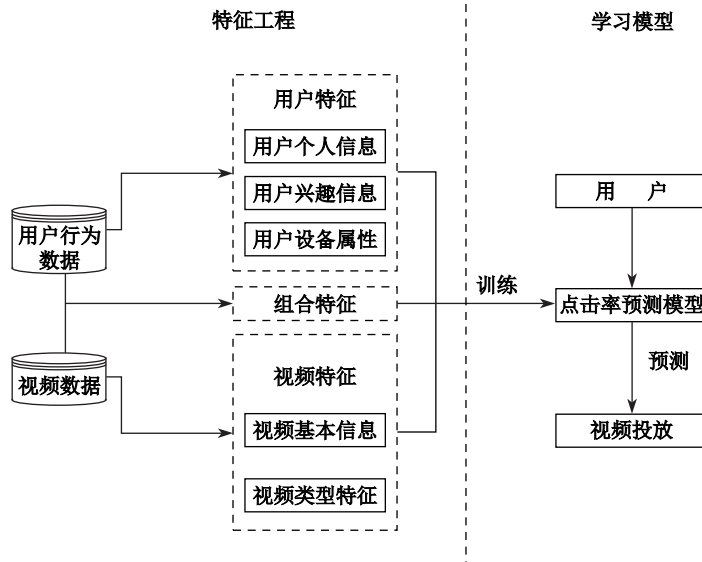 特征工程
学习模型
用户特征
用户个人信息
用户兴趣信息
用户设备属性
用户行为
数据
组合特征
视频数据
视频特征
视频基本信息
视频类型特征
训练
用 户
点击率预测模型
预测
视频投放